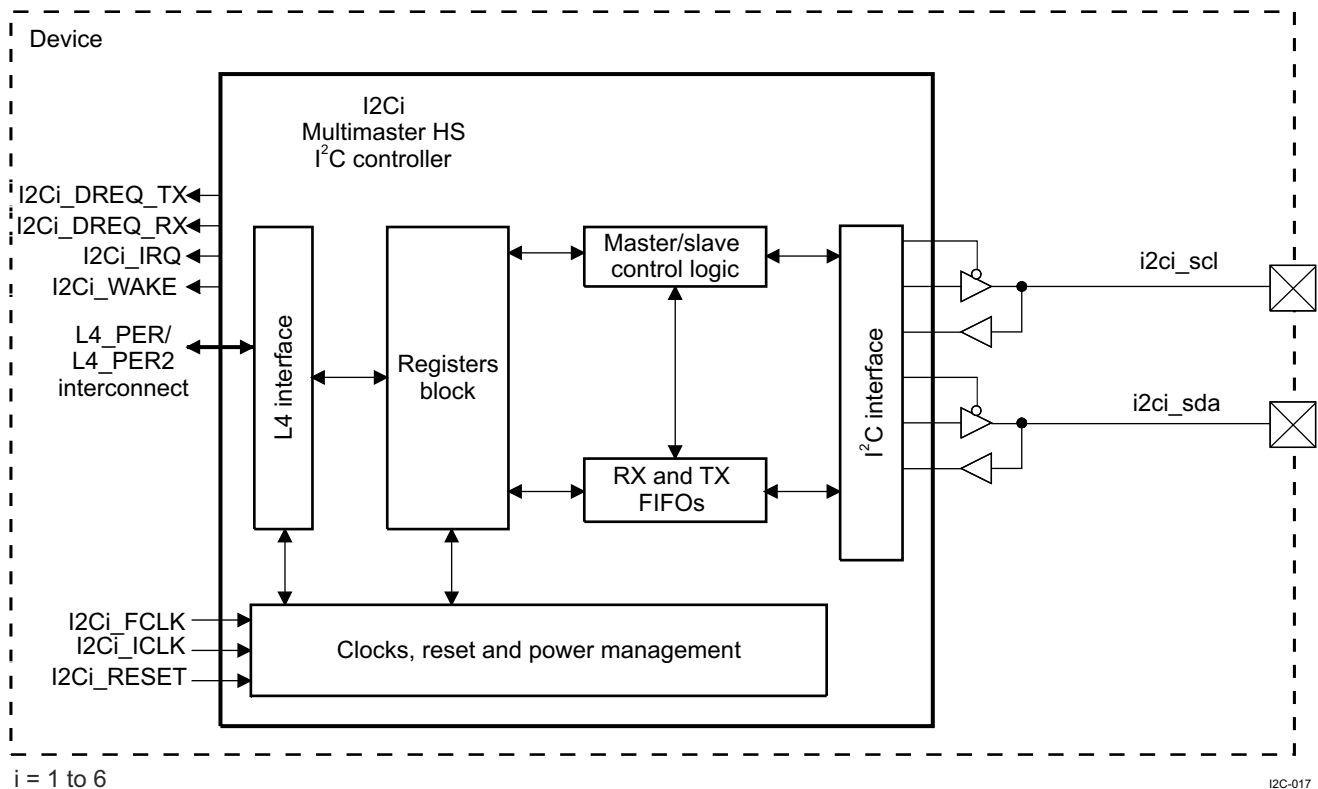 Device
I2Ci
Multimaster HS
I²C controller
I2Ci_DREQ_TX
I2Ci_DREQ_RX
I2Ci_IRQ
I2Ci_WAKE
L4_PER/
L4_PER2
interconnect
L4 interface
Registers
block
Master/slave
control logic
RX and TX
FIFOs
I²C interface
i2ci_scl
i2ci_sda
I2Ci_FCLK
I2Ci_ICLK
I2Ci_RESET
Clocks, reset and power management
i = 1 to 6
I2C-017